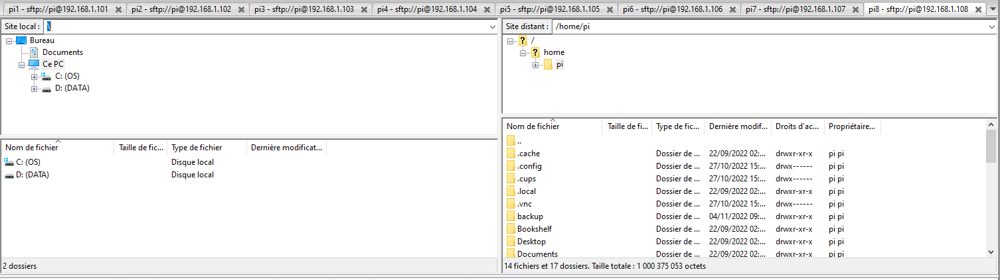 pi1 - sftp://pi@192.168.1.101 pi2 - sftp://pi@192.168.1.102 pi3 - sftp://pi@192.168.1.103 pi4 - sftp://pi@192.168.1.104 pi5 - sftp://pi@192.168.1.105 pi6 - sftp://pi@192.168.1.106 pi7 - sftp://pi@192.168.1.107 pi8 - sftp://pi@192.168.1.108
Site local : \
Bureau
Documents
Ce PC
C: (OS)
D: (DATA)
Nom de fichier Taille de fic... Type de fichier Dernière modificat...
C: (OS) Disque local
D: (DATA) Disque local
2 dossiers
Site distant : /home/pi
/
home
pi
Nom de fichier Taille de fi... Type de fic... Dernière modif... Droits d'ac... Propriétaire...
..
.cache Dossier de ... 22/09/2022 02:... drwxr-xr-x pi pi
.config Dossier de ... 27/10/2022 15:... drwx------ pi pi
.cups Dossier de ... 27/10/2022 15:... drwx------ pi pi
.local Dossier de ... 22/09/2022 02:... drwxr-xr-x pi pi
.vnc Dossier de ... 27/10/2022 15:... drwx------ pi pi
backup Dossier de ... 04/11/2022 09:... drwxr-xr-x pi pi
Bookshelf Dossier de ... 22/09/2022 02:... drwxr-xr-x pi pi
Desktop Dossier de ... 22/09/2022 02:... drwxr-xr-x pi pi
Documents Dossier de ... 22/09/2022 02:... drwxr-xr-x pi pi
14 fichiers et 17 dossiers. Taille totale : 1 000 375 053 octets